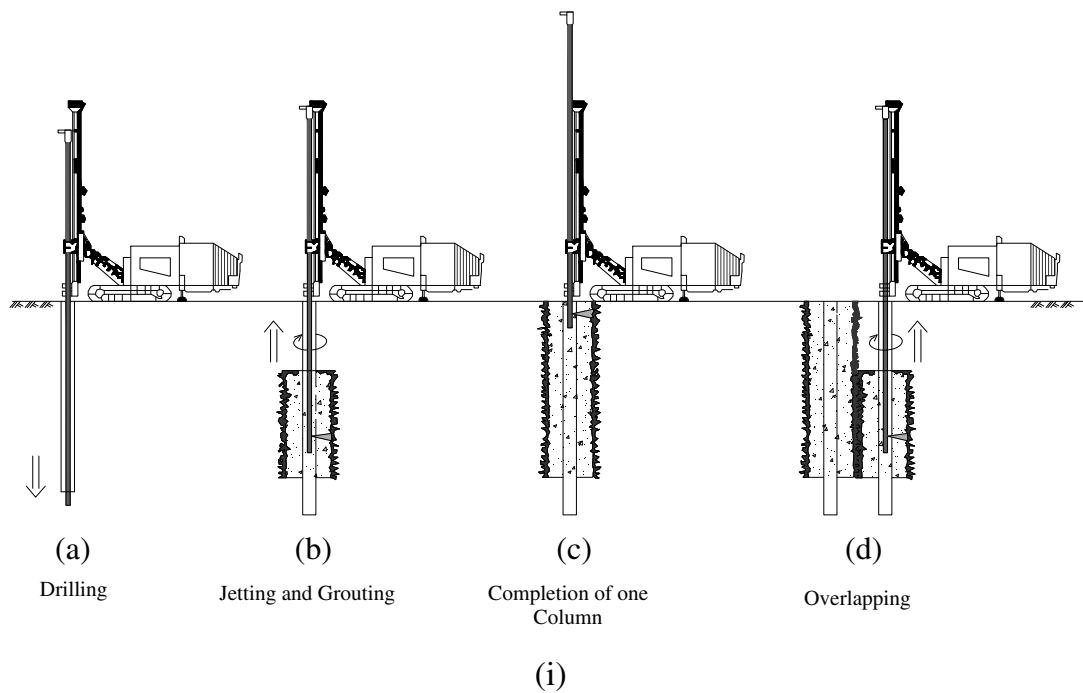 (a)
(b)
(c)
(d)
Drilling
Jetting and Grouting
Completion of one
Column
Overlapping
(i)